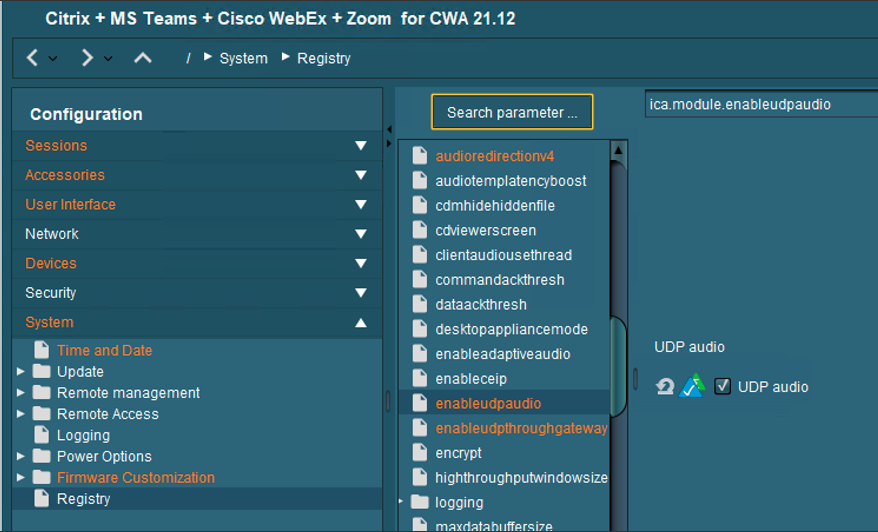 Citrix + MS Teams + Cisco WebEx + Zoom for CWA 21.12
/ System Registry
Configuration
Sessions
Accessories
User Interface
Network
Devices
Security
System
Time and Date
Update
Remote management
Remote Access
Logging
Power Options
Firmware Customization
Registry
Search parameter ...
audioredirectionv4
audiotemplatencyboost
cdmhidehiddenfile
cdviewerscreen
clientaudiousethread
commandackthresh
dataackthresh
desktopappliancemode
enableadaptiveaudio
enableceip
enableudpaudio
enableudpthroughgateway
encrypt
highthroughputwindowsize
logging
maxdatabuffersize
ica.module.enableudpaudio
UDP audio
UDP audio